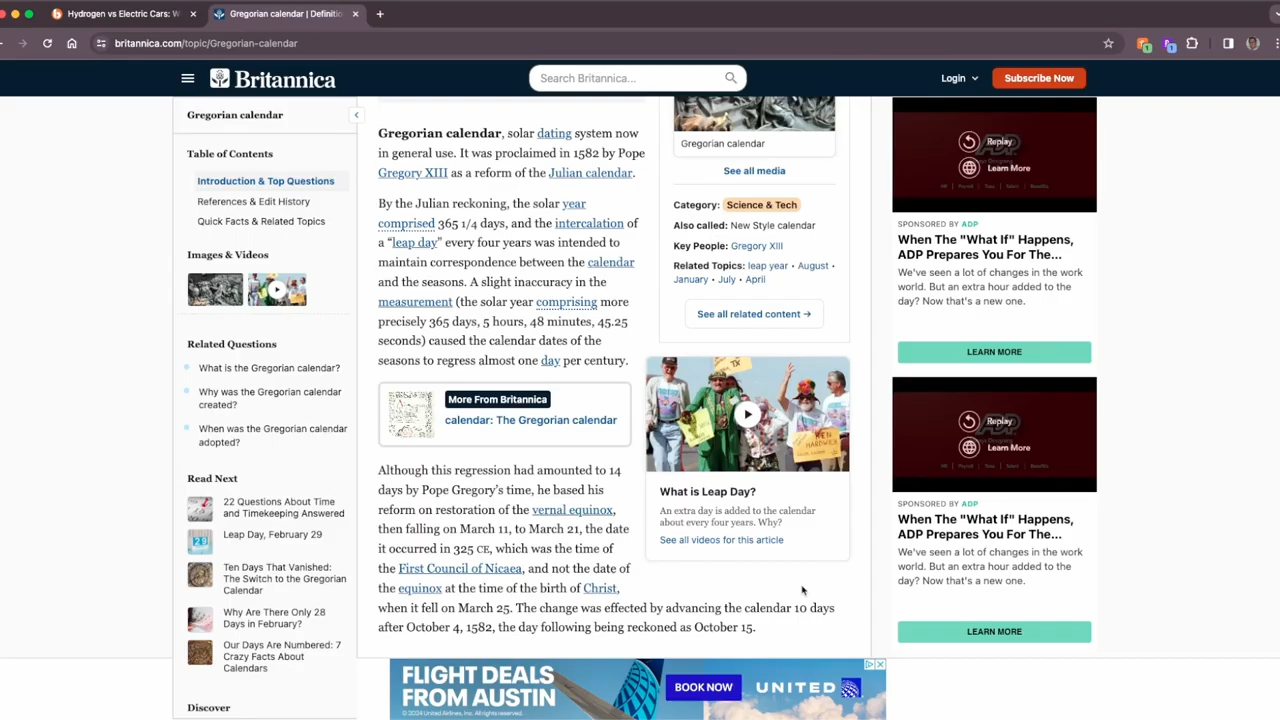 Hydrogen vs Electric Cars: W
Gregorian calendar | Definitio
britannica.com/topic/Gregorian-calendar
Britannica
Search Britannica...
Login
Subscribe Now
Gregorian calendar
Table of Contents
Introduction & Top Questions
References & Edit History
Quick Facts & Related Topics
Images & Videos
Related Questions
What is the Gregorian calendar?
Why was the Gregorian calendar
created?
When was the Gregorian calendar
adopted?
Read Next
22 Questions About Time
and Timekeeping Answered
Leap Day, February 29
Ten Days That Vanished:
The Switch to the Gregorian
Calendar
Why Are There Only 28
Days in February?
Our Days Are Numbered: 7
Crazy Facts About
Calendars
Discover
Gregorian calendar, solar dating system now
in general use. It was proclaimed in 1582 by Pope
Gregory XIII as a reform of the Julian calendar.
By the Julian reckoning, the solar year
comprised 365 1/4 days, and the intercalation of
a “leap day” every four years was intended to
maintain correspondence between the calendar
and the seasons. A slight inaccuracy in the
measurement (the solar year comprising more
precisely 365 days, 5 hours, 48 minutes, 45.25
seconds) caused the calendar dates of the
seasons to regress almost one day per century.
More From Britannica
calendar: The Gregorian calendar
Although this regression had amounted to 14
days by Pope Gregory’s time, he based his
reform on restoration of the vernal equinox,
then falling on March 11, to March 21, the date
it occurred in 325 CE, which was the time of
the First Council of Nicaea, and not the date of
the equinox at the time of the birth of Christ,
when it fell on March 25. The change was effected by advancing the calendar 10 days
after October 4, 1582, the day following being reckoned as October 15.
Gregorian calendar
See all media
Category: Science & Tech
Also called: New Style calendar
Key People: Gregory XIII
Related Topics: leap year • August •
January • July • April
See all related content →
What is Leap Day?
An extra day is added to the calendar
about every four years. Why?
See all videos for this article
Replay
Learn More
SPONSORED BY ADP
When The "What If" Happens,
ADP Prepares You For The...
We've seen a lot of changes in the work
world. But an extra hour added to the
day? Now that's a new one.
LEARN MORE
Replay
Learn More
SPONSORED BY ADP
When The "What If" Happens,
ADP Prepares You For The...
We've seen a lot of changes in the work
world. But an extra hour added to the
day? Now that's a new one.
LEARN MORE
FLIGHT DEALS
FROM AUSTIN
©2024 United Airlines, Inc. All rights reserved.
BOOK NOW
UNITED